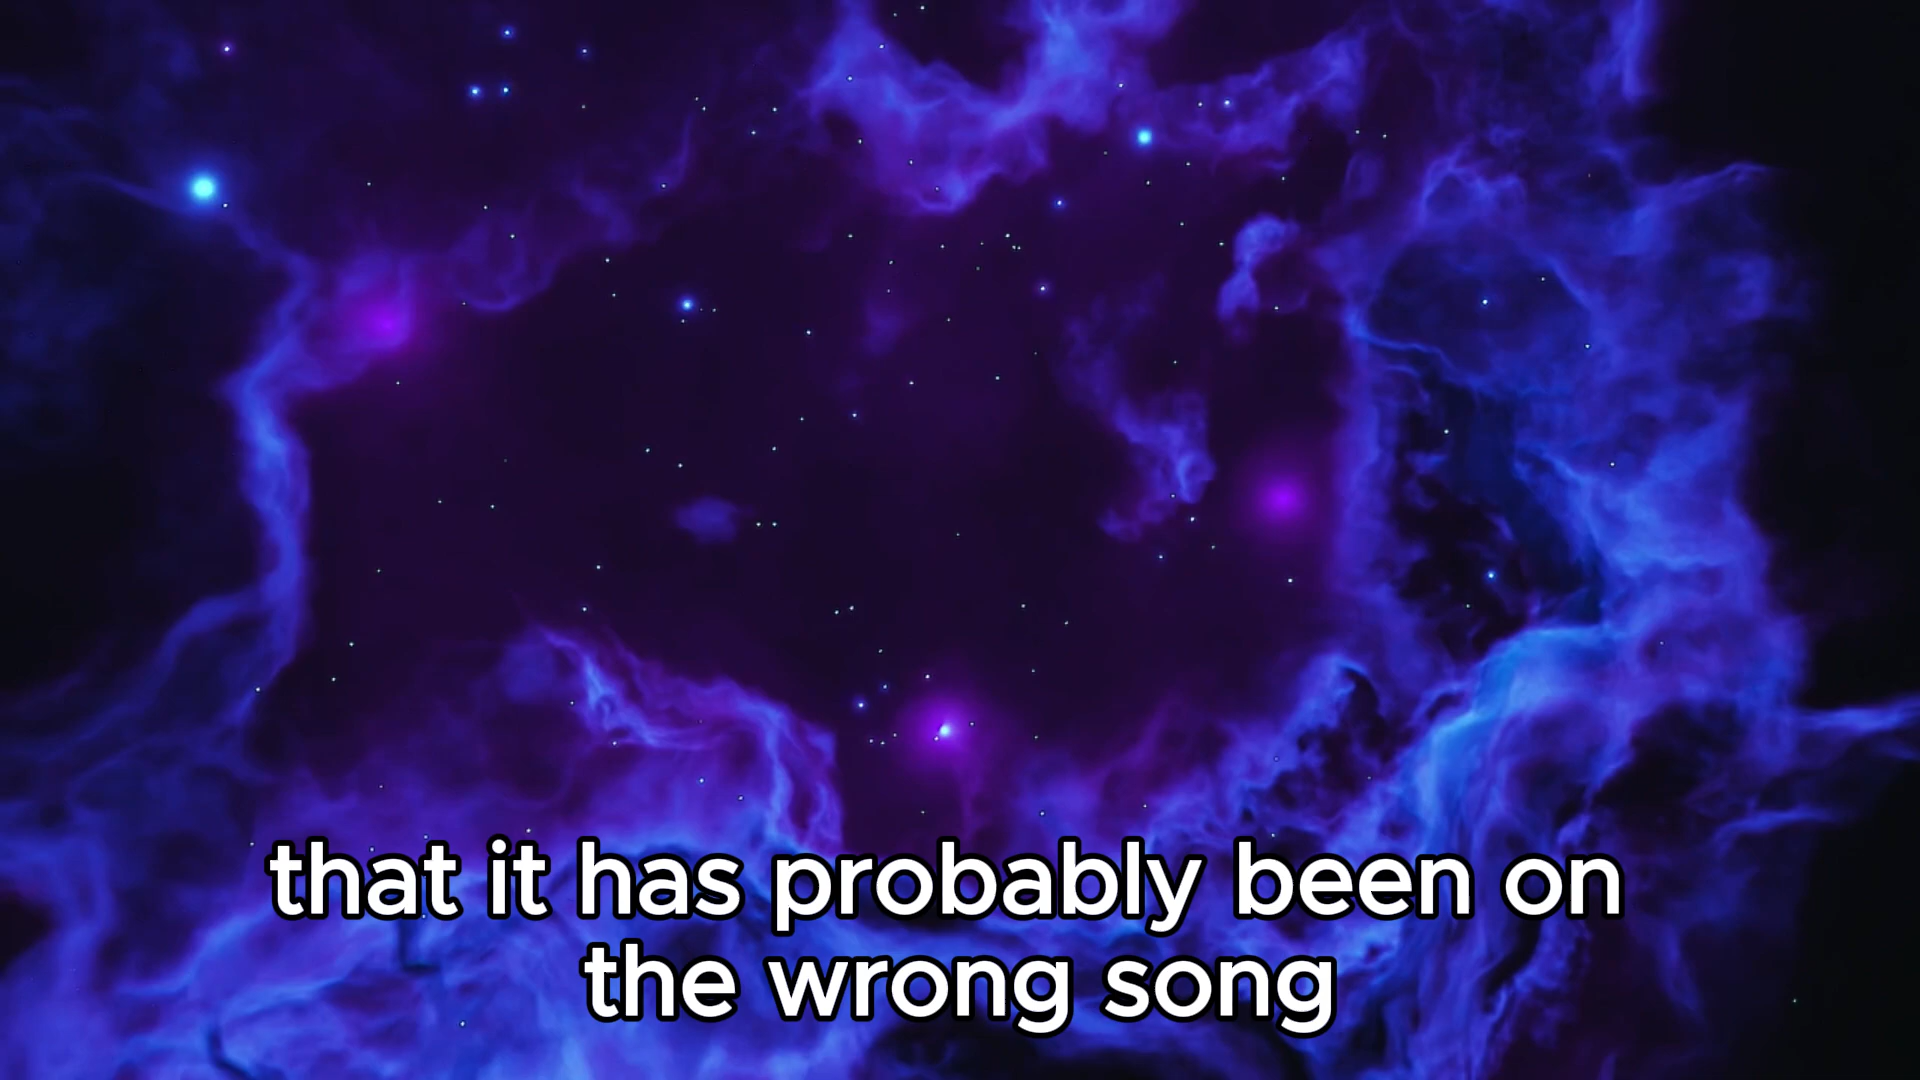 that it has probably been on
the wrong song